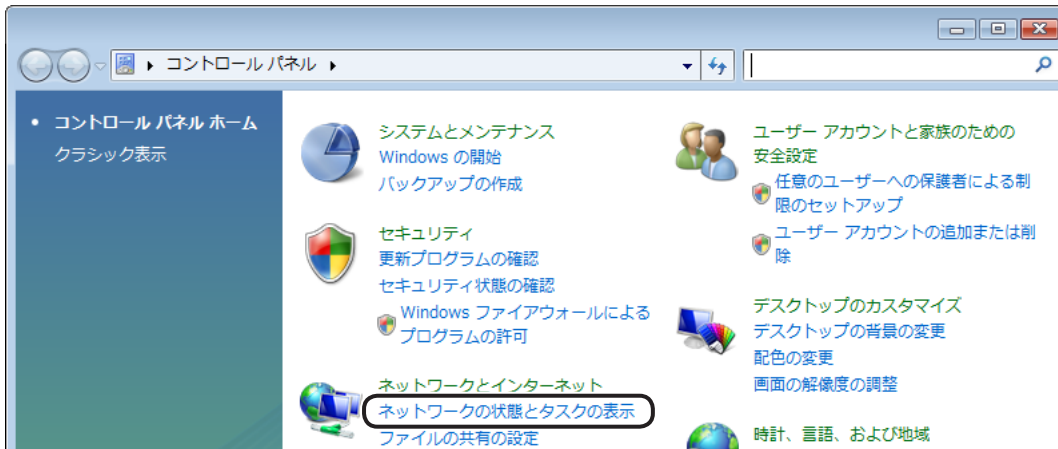 コントロール パネル
コントロール パネル ホーム
クラシック表示
システムとメンテナンス
Windows の開始
バックアップの作成
セキュリティ
更新プログラムの確認
セキュリティ状態の確認
Windows ファイアウォールによる
プログラムの許可
ネットワークとインターネット
ネットワークの状態とタスクの表示
ファイルの共有の設定
ユーザー アカウントと家族のための
安全設定
任意のユーザーへの保護者による制
限のセットアップ
ユーザー アカウントの追加または削
除
デスクトップのカスタマイズ
デスクトップの背景の変更
配色の変更
画面の解像度の調整
時計、言語、および地域